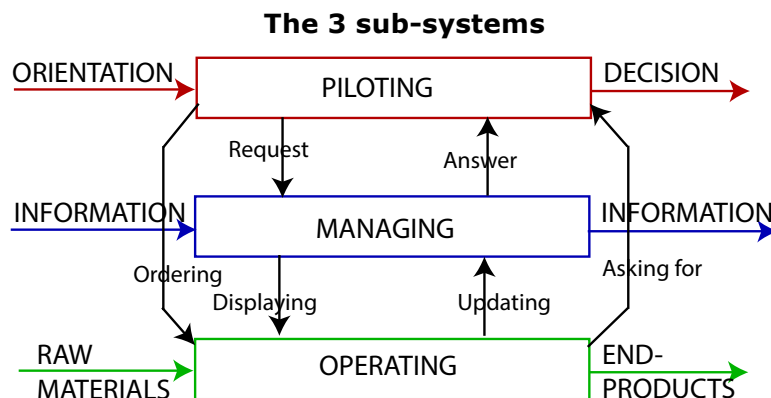 The 3 sub-systems
ORIENTATION
PILOTING
DECISION
Request
Answer
INFORMATION
MANAGING
INFORMATION
Ordering
Asking for
Displaying
Updating
RAW
MATERIALS
OPERATING
END-
PRODUCTS